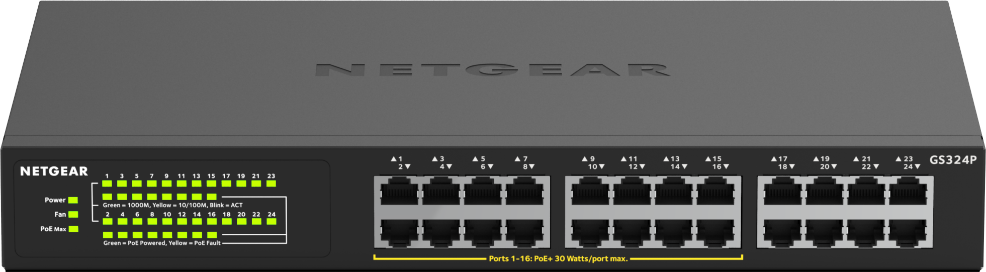 NETGEAR
NETGEAR
1 3 5 7 9 11 13 15 17 19 21 23
Power
Green = 1000M, Yellow = 10/100M, Blink = ACT
Fan
2 4 6 8 10 12 14 16 18 20 22 24
PoE Max
Green = PoE Powered, Yellow = PoE Fault
▲1 ▲3 ▲5 ▲7 ▲9 ▲11 ▲13 ▲15 ▲17 ▲19 ▲21 ▲23
2▼ 4▼ 6▼ 8▼ 10▼ 12▼ 14▼ 16▼ 18▼ 20▼ 22▼ 24▼
GS324P
Ports 1-16: PoE+ 30 Watts/port max.